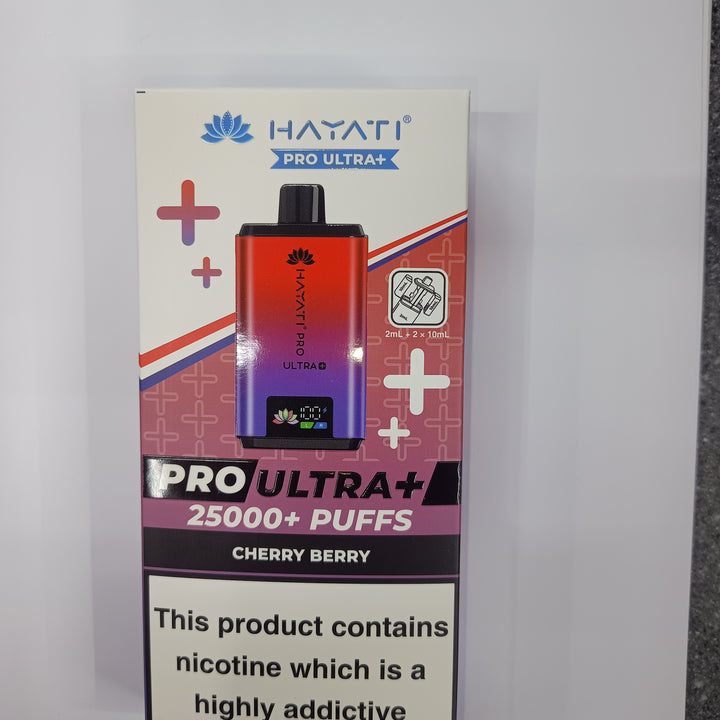 HAYATI®
PRO ULTRA+
HAYATI® PRO
ULTRA+
2mL + 2 × 10mL
100
PRO ULTRA+
25000+ PUFFS
CHERRY BERRY
This product contains
nicotine which is a
highly addictive